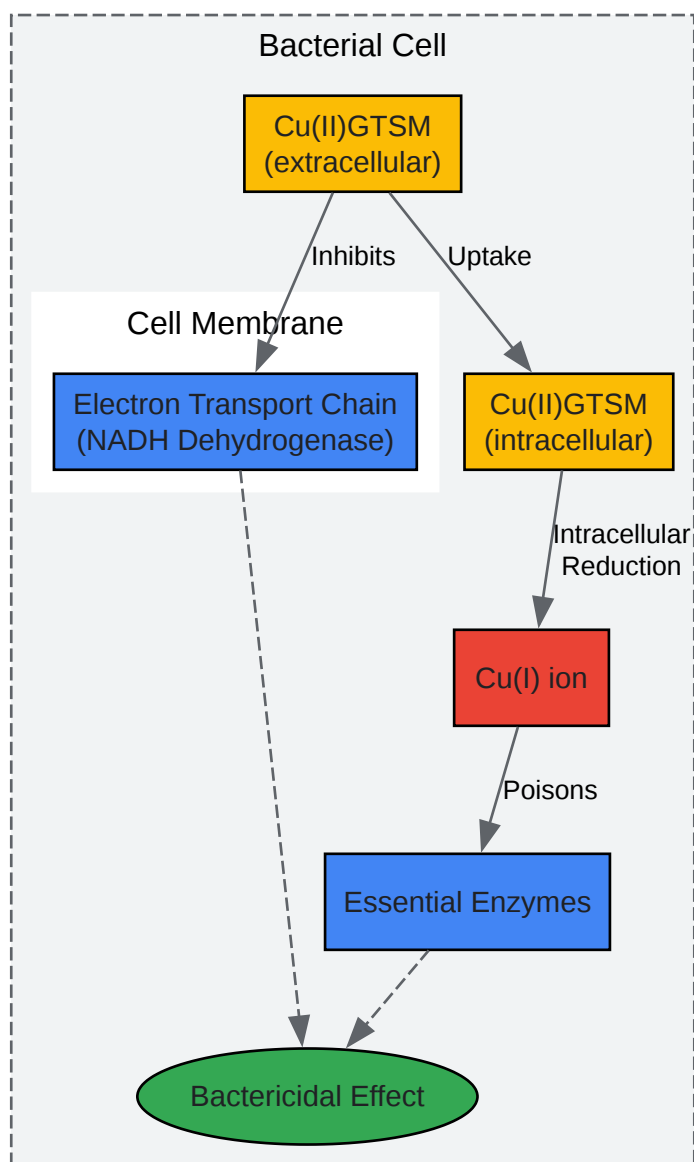 Bacterial Cell
Cu(II)GTSM
(extracellular)
Inhibits
Uptake
Cell Membrane
Electron Transport Chain
(NADH Dehydrogenase)
Cu(II)GTSM
(intracellular)
Intracellular
Reduction
Cu(I) ion
Poisons
Essential Enzymes
Bactericidal Effect